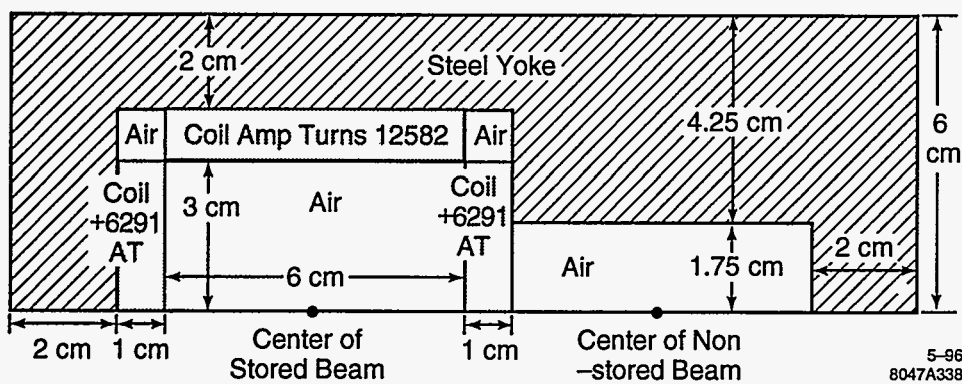 2 cm
Steel Yoke
Air
Coil Amp Turns 12582
Air
4.25 cm
6
cm
Coil
+6291
AT
3 cm
Air
Coil
+6291
AT
6 cm
Air
1.75 cm
2 cm
2 cm
1 cm
Center of
Stored Beam
1 cm
Center of Non
–stored Beam
5–96
8047A338